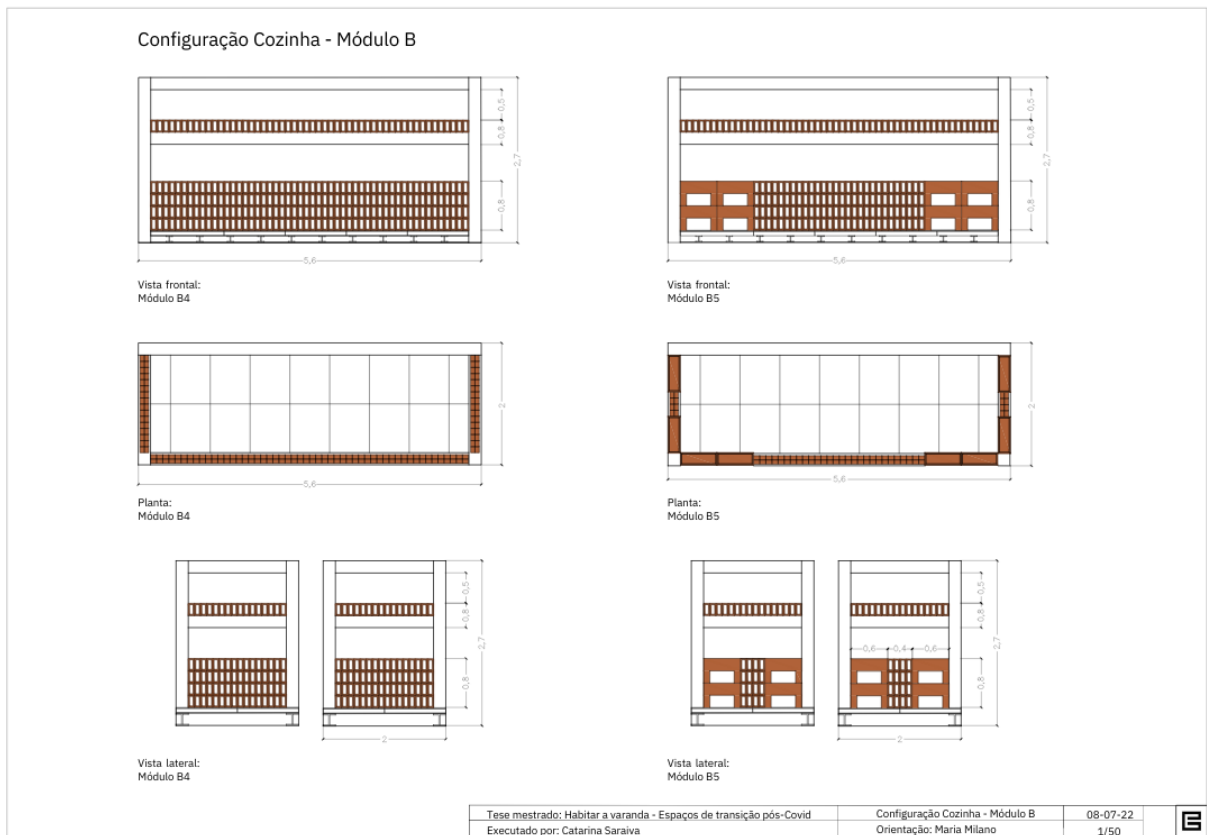 Configuração Cozinha - Módulo B
0,5
0,8
0,8
2,7
5,6
Vista frontal:
Módulo B4
0,5
0,8
0,8
2,7
5,6
Vista frontal:
Módulo B5
2
5,6
Planta:
Módulo B4
2
5,6
Planta:
Módulo B5
0,5
0,8
0,8
2,7
2
Vista lateral:
Módulo B4
0,5
0,8
0,6 0,4 0,6
0,8
2,7
2
Vista lateral:
Módulo B5
Tese mestrado: Habitar a varanda - Espaços de transição pós-Covid
Configuração Cozinha - Módulo B
08-07-22
Executado por: Catarina Saraiva
Orientação: Maria Milano
1/50